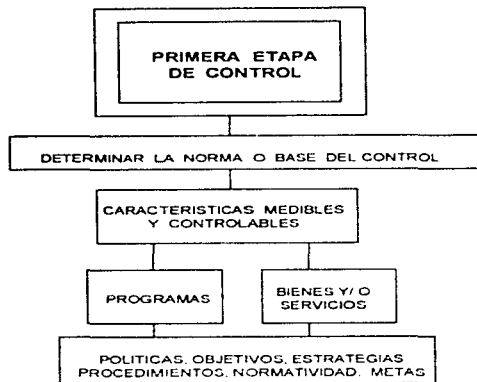 PRIMERA ETAPA
DE CONTROL
DETERMINAR LA NORMA O BASE DEL CONTROL
CARACTERISTICAS MEDIBLES
Y CONTROLABLES
PROGRAMAS
BIENES Y/O
SERVICIOS
POLITICAS, OBJETIVOS, ESTRATEGIAS
PROCEDIMIENTOS, NORMATIVIDAD, METAS